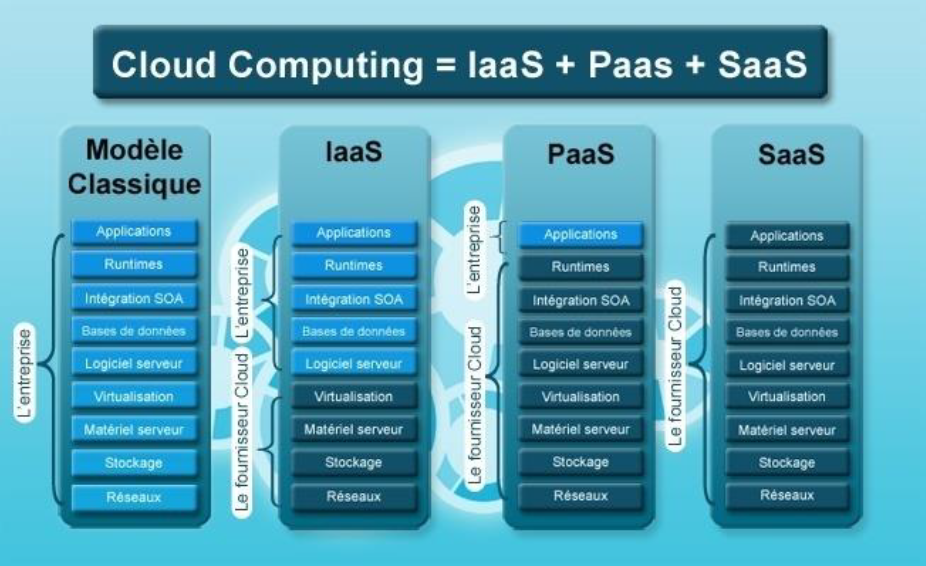 Cloud Computing = IaaS + Paas + SaaS
Modèle
Classique
Applications
Runtimes
Intégration SOA
Bases de données
Logiciel serveur
Virtualisation
Matériel serveur
Stockage
Réseaux
L'entreprise
IaaS
Applications
Runtimes
Intégration SOA
Bases de données
Logiciel serveur
Virtualisation
Matériel serveur
Stockage
Réseaux
L'entreprise
Le fournisseur Cloud
PaaS
Applications
Runtimes
Intégration SOA
Bases de données
Logiciel serveur
Virtualisation
Matériel serveur
Stockage
Réseaux
L'entreprise
Le fournisseur Cloud
SaaS
Applications
Runtimes
Intégration SOA
Bases de données
Logiciel serveur
Virtualisation
Matériel serveur
Stockage
Réseaux
Le fournisseur Cloud